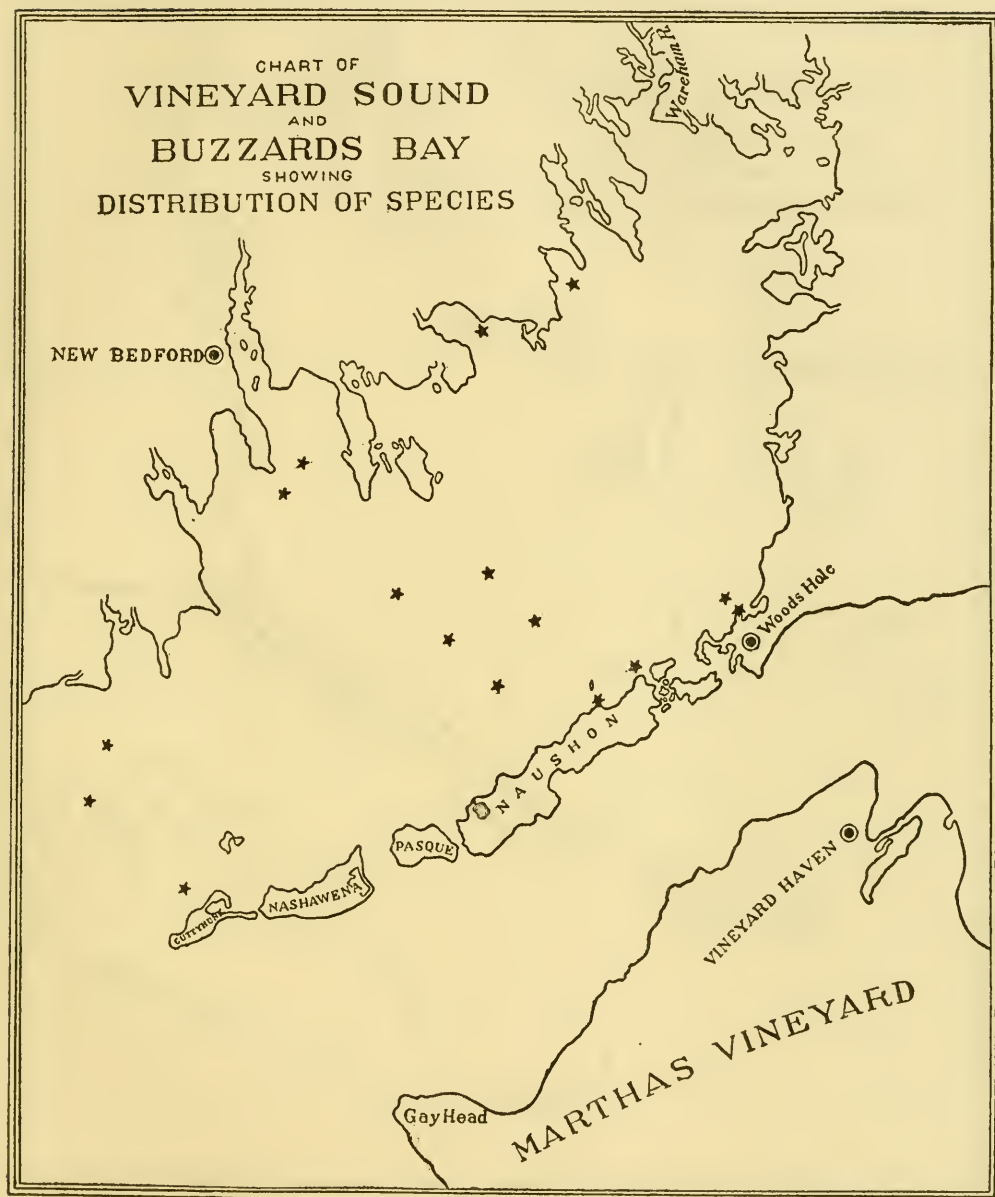 CHART OF
VINEYARD SOUND
AND
BUZZARDS BAY
SHOWING
DISTRIBUTION OF SPECIES
Wareham R.
NEW BEDFORD
Woods Hole
NAUSHON
PASQUE
NASHAWENA
CUTTYHUNK
VINEYARD HAVEN
MARTHAS VINEYARD
Gay Head